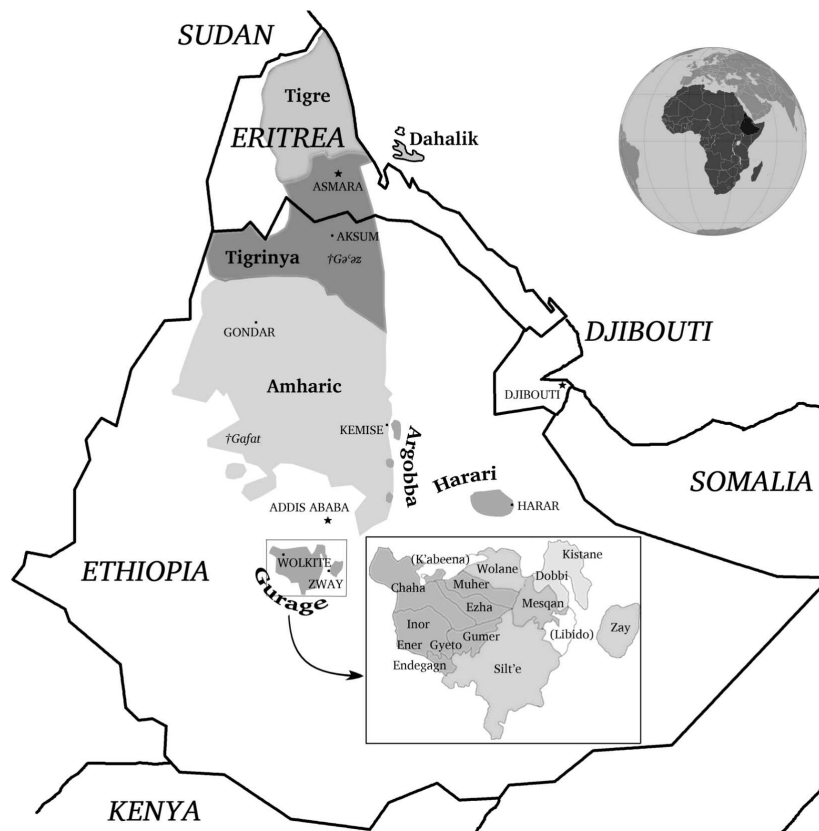 SUDAN
Tigre
ERITREA
Dahalik
ASMARA
AKSUM
Tigrinya
†Gəʿəz
GONDAR
DJIBOUTI
Amharic
DJIBOUTI
KEMISE
†Gafat
Argobba
Harari
SOMALIA
ADDIS ABABA
HARAR
ETHIOPIA
WOLKITE
ZWAY
Gurage
Kistane
(K'abeena)
Wolane
Dobbi
Chaha
Muher
Mesqan
Ezha
Inor
Zay
Gumer
(Libido)
Ener
Gyeto
Endegagn
Silt'e
KENYA